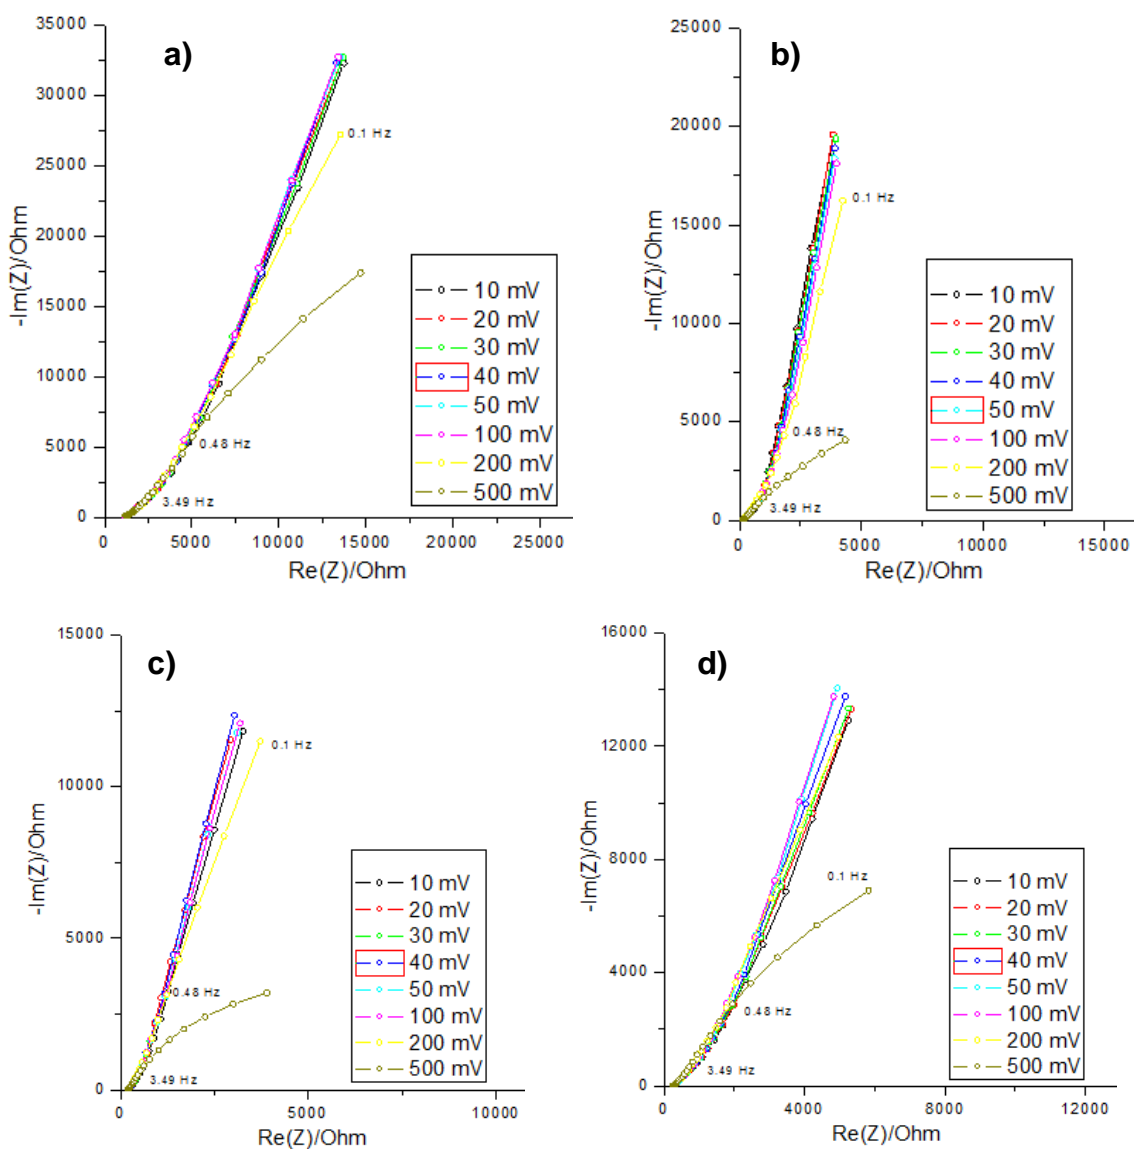 a)
35000
30000
25000
20000
15000
10000
5000
0
-Im(Z)/Ohm
0
5000
10000
15000
20000
25000
Re(Z)/Ohm
0.1 Hz
0.48 Hz
3.49 Hz
10 mV
20 mV
30 mV
40 mV
50 mV
100 mV
200 mV
500 mV
b)
25000
20000
15000
10000
5000
0
-Im(Z)/Ohm
0
5000
10000
15000
Re(Z)/Ohm
0.1 Hz
0.48 Hz
3.49 Hz
10 mV
20 mV
30 mV
40 mV
50 mV
100 mV
200 mV
500 mV
c)
15000
10000
5000
0
-Im(Z)/Ohm
0
5000
10000
Re(Z)/Ohm
0.1 Hz
0.48 Hz
3.49 Hz
10 mV
20 mV
30 mV
40 mV
50 mV
100 mV
200 mV
500 mV
d)
16000
12000
8000
4000
0
-Im(Z)/Ohm
0
4000
8000
12000
Re(Z)/Ohm
0.1 Hz
0.48 Hz
3.49 Hz
10 mV
20 mV
30 mV
40 mV
50 mV
100 mV
200 mV
500 mV